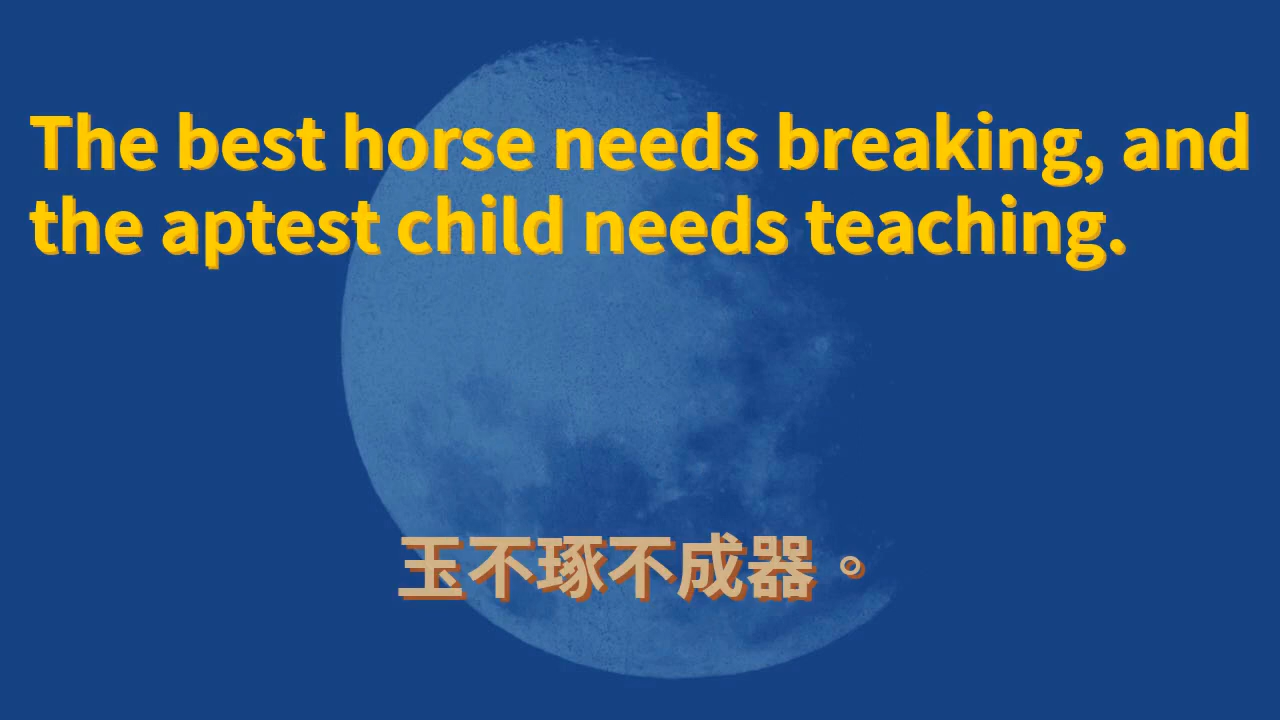 The best horse needs breaking, and
the aptest child needs teaching.
玉不琢不成器。